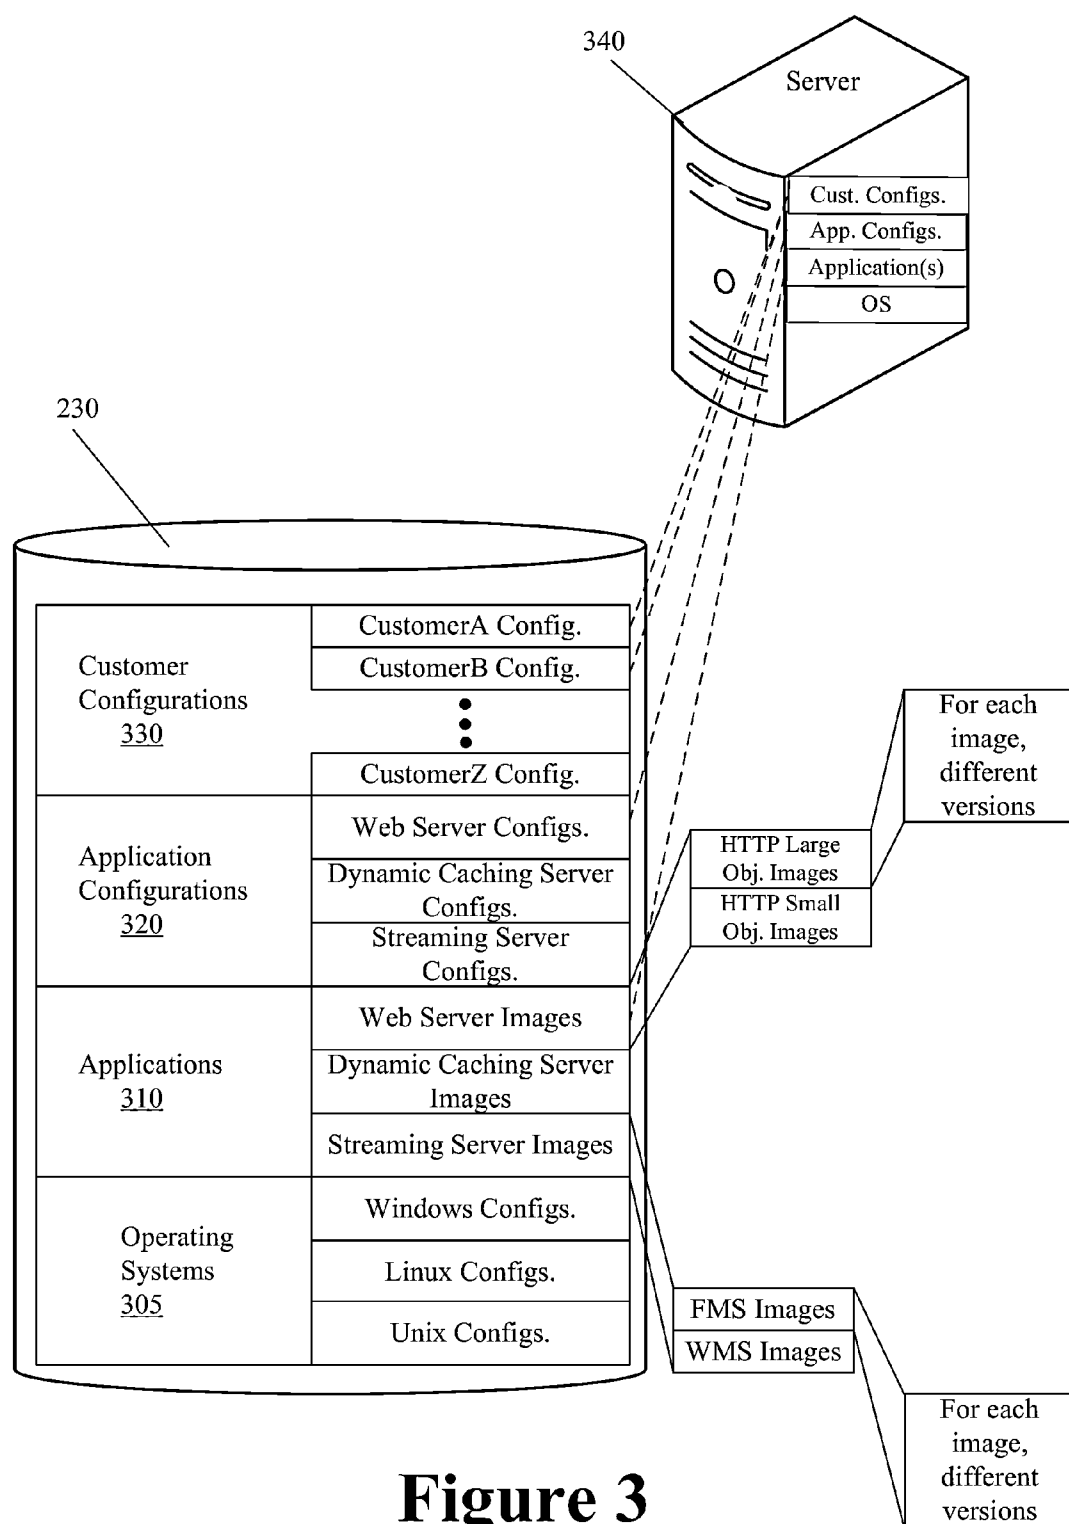 340
Server
Cust. Configs.
App. Configs.
Application(s)
OS
230
Customer
Configurations
330
CustomerA Config.
CustomerB Config.
CustomerZ Config.
Application
Configurations
320
Web Server Configs.
Dynamic Caching Server
Configs.
Streaming Server
Configs.
Applications
310
Web Server Images
Dynamic Caching Server
Images
Streaming Server Images
Operating
Systems
305
Windows Configs.
Linux Configs.
Unix Configs.
HTTP Large
Obj. Images
HTTP Small
Obj. Images
For each
image,
different
versions
FMS Images
WMS Images
For each
image,
different
versions
Figure 3